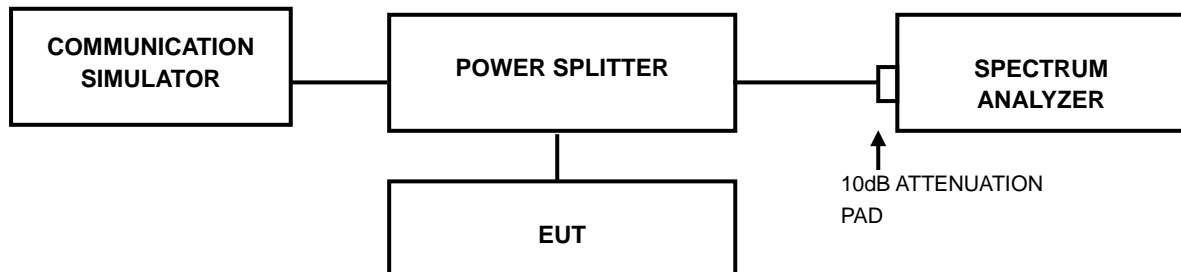 COMMUNICATION
SIMULATOR
POWER SPLITTER
SPECTRUM
ANALYZER
10dB ATTENUATION
PAD
EUT